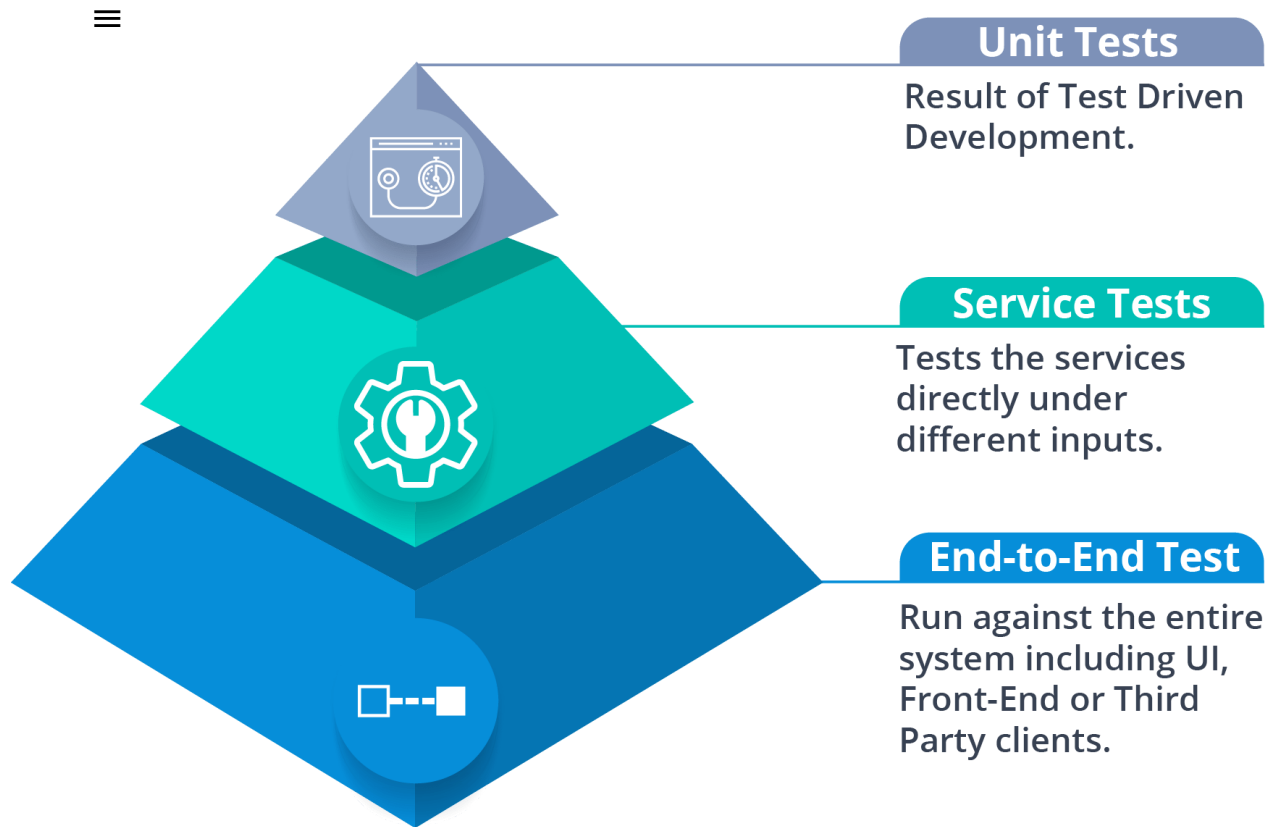 Unit Tests
Result of Test Driven
Development.
Service Tests
Tests the services
directly under
different inputs.
End-to-End Test
Run against the entire
system including UI,
Front-End or Third
Party clients.